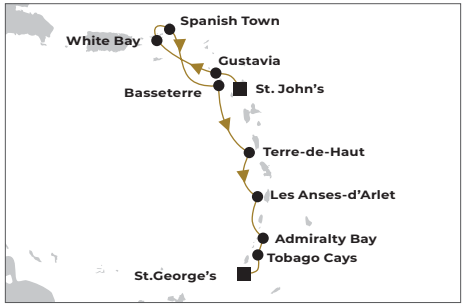 Spanish Town
White Bay
Gustavia
Basseterre
St. John's
Terre-de-Haut
Les Anses-d'Arlet
Admiralty Bay
Tobago Cays
St.George's